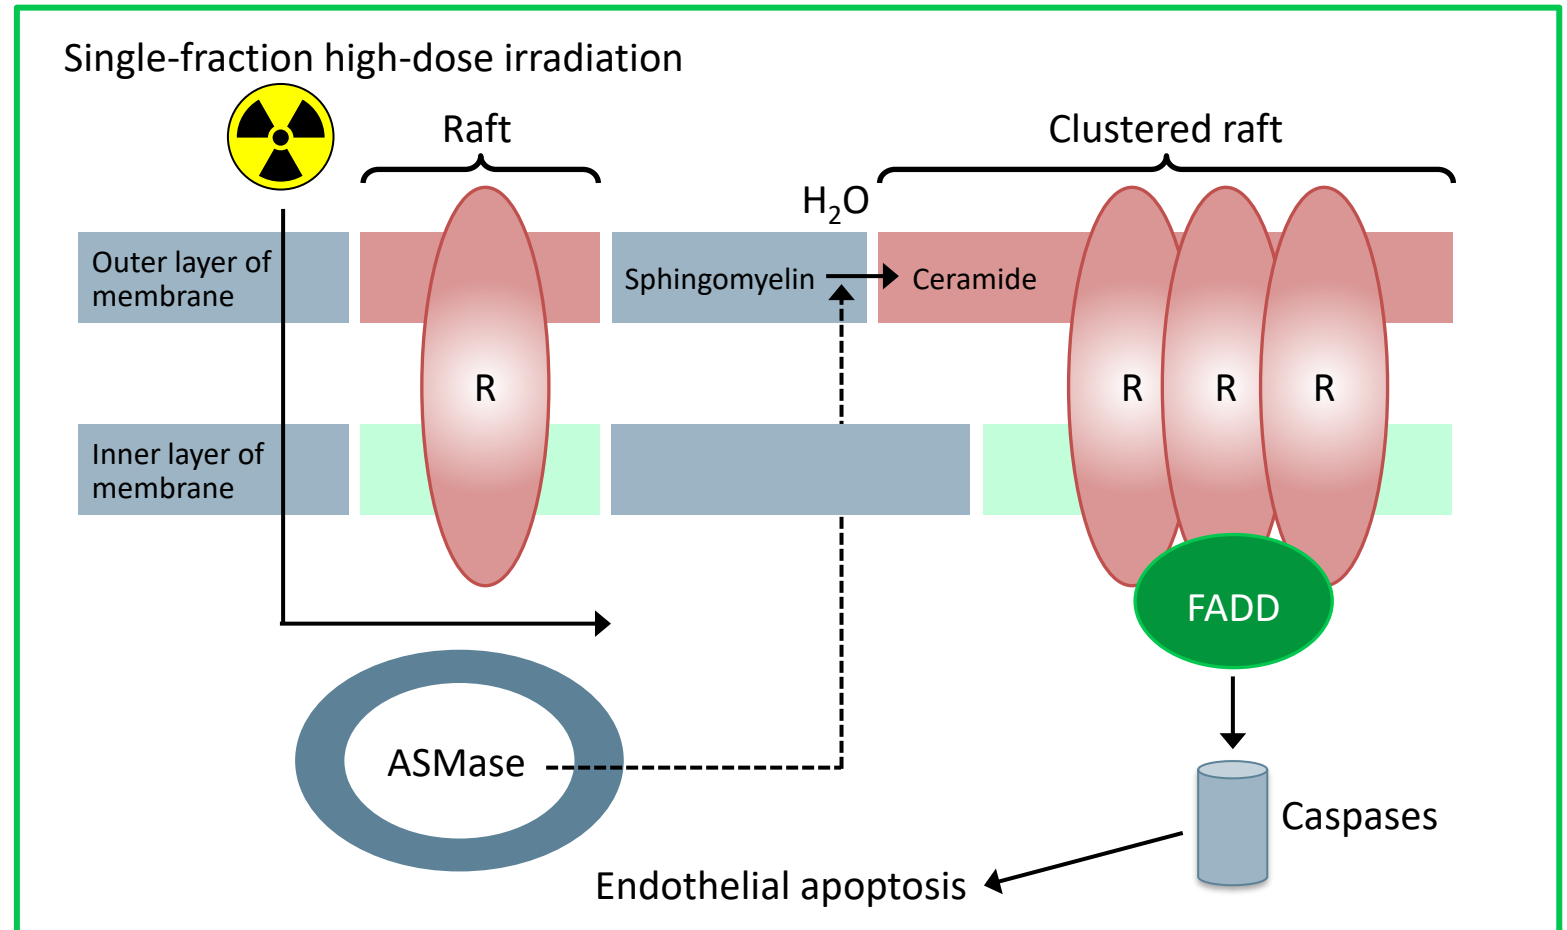 Single-fraction high-dose irradiation
Raft
Clustered raft
H₂O
Outer layer of
membrane
Sphingomyelin
Ceramide
R
R
R
R
Inner layer of
membrane
FADD
ASMase
Caspases
Endothelial apoptosis